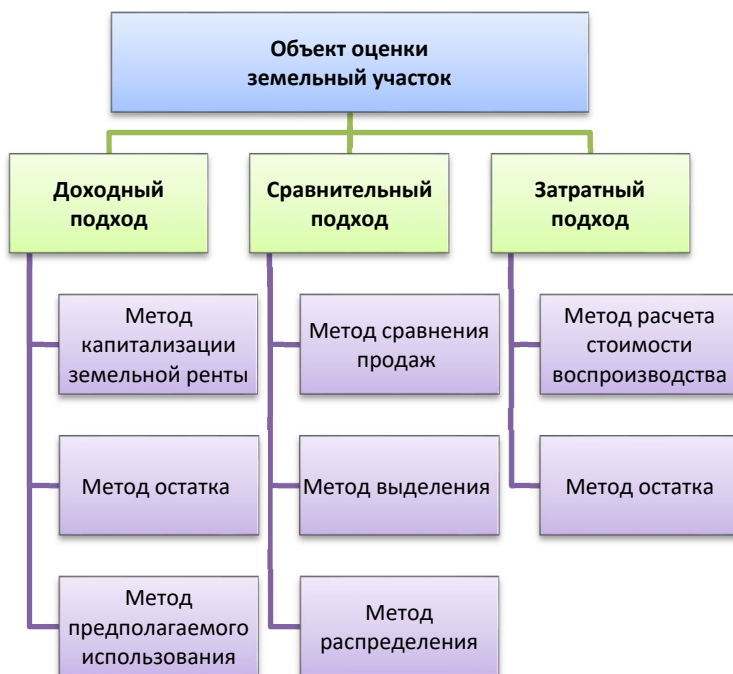 Объект оценки
земельный участок
Доходный
подход
Метод
капитализации
земельной ренты
Метод остатка
Метод
предполагаемого
использования
Сравнительный
подход
Метод сравнения
продаж
Метод выделения
Метод
распределения
Затратный
подход
Метод расчета
стоимости
воспроизводства
Метод остатка